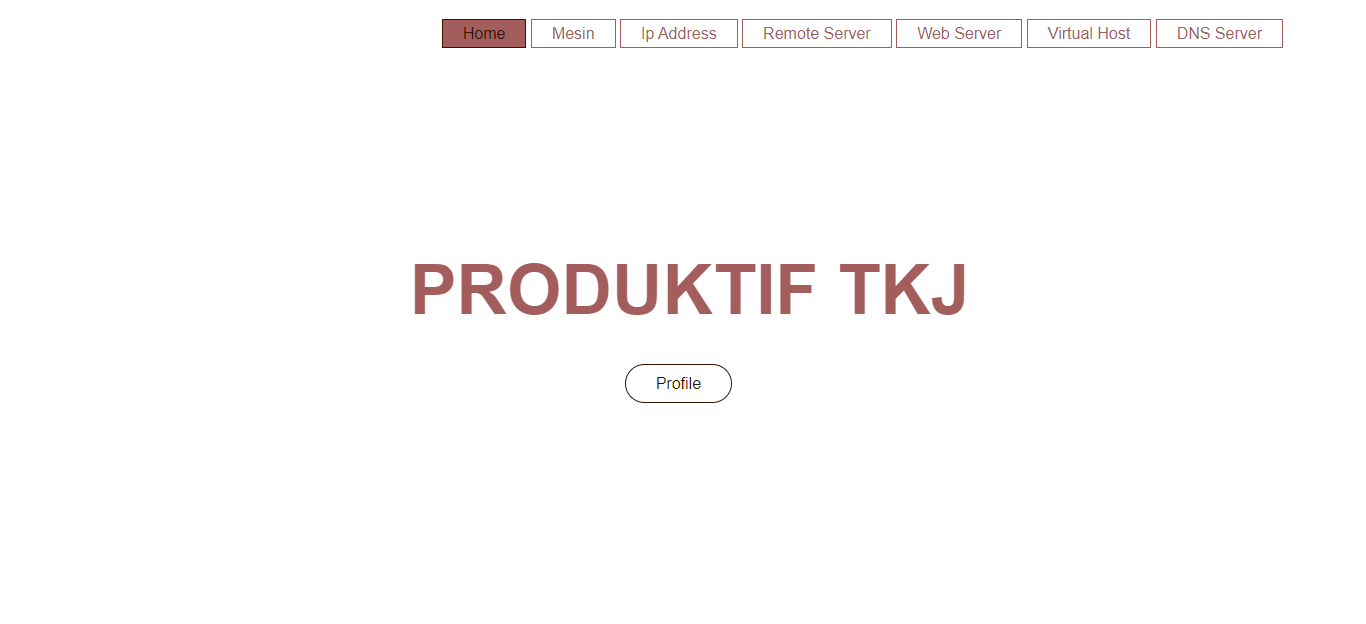 Home Mesin Ip Address Remote Server Web Server Virtual Host DNS Server
PRODUKTIF TKJ
Profile